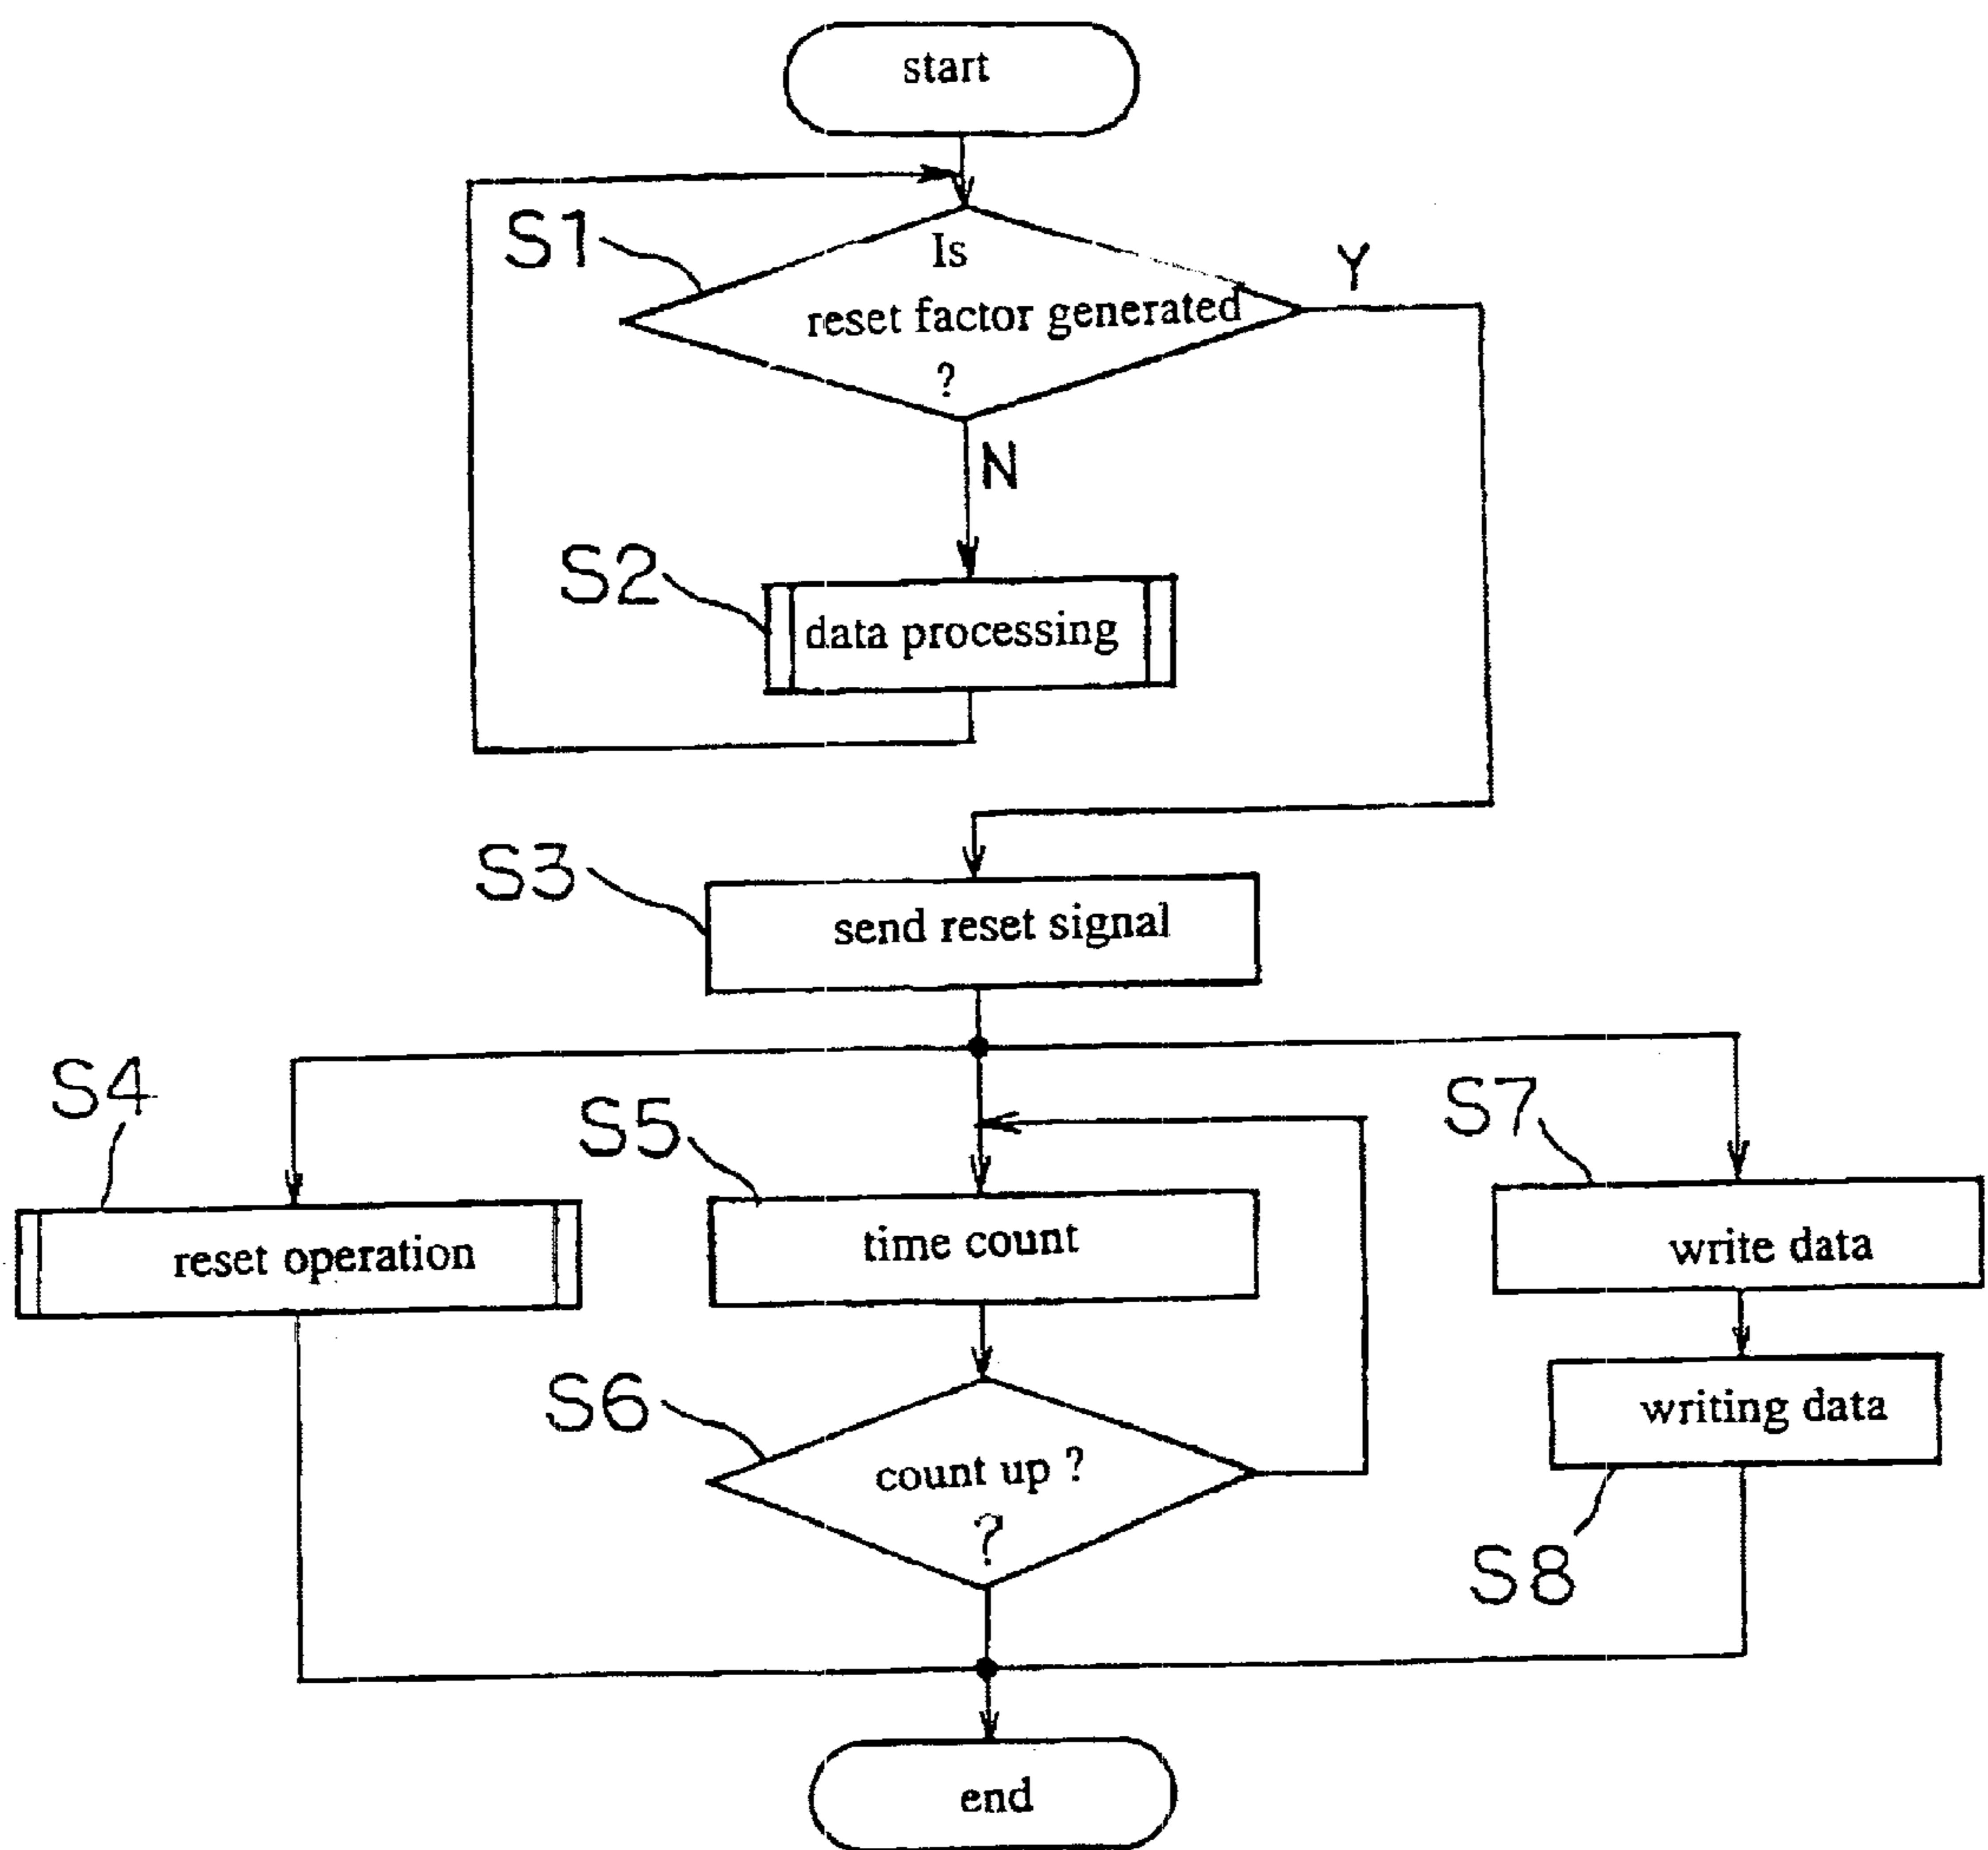 start
S1
Is
reset factor generated
?
Y
N
S2
data processing
S3
send reset signal
S4
S5
S7
reset operation
time count
write data
S6
count up ?
?
writing data
S8
end